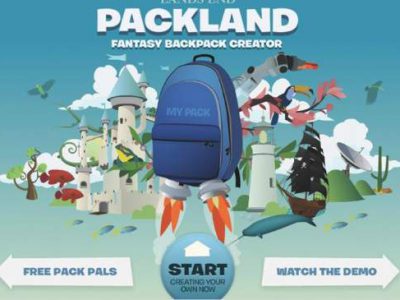 LANDS' END
PACKLAND
FANTASY BACKPACK CREATOR
MY PACK
FREE PACK PALS
START
CREATING YOUR
OWN NOW
WATCH THE DEMO